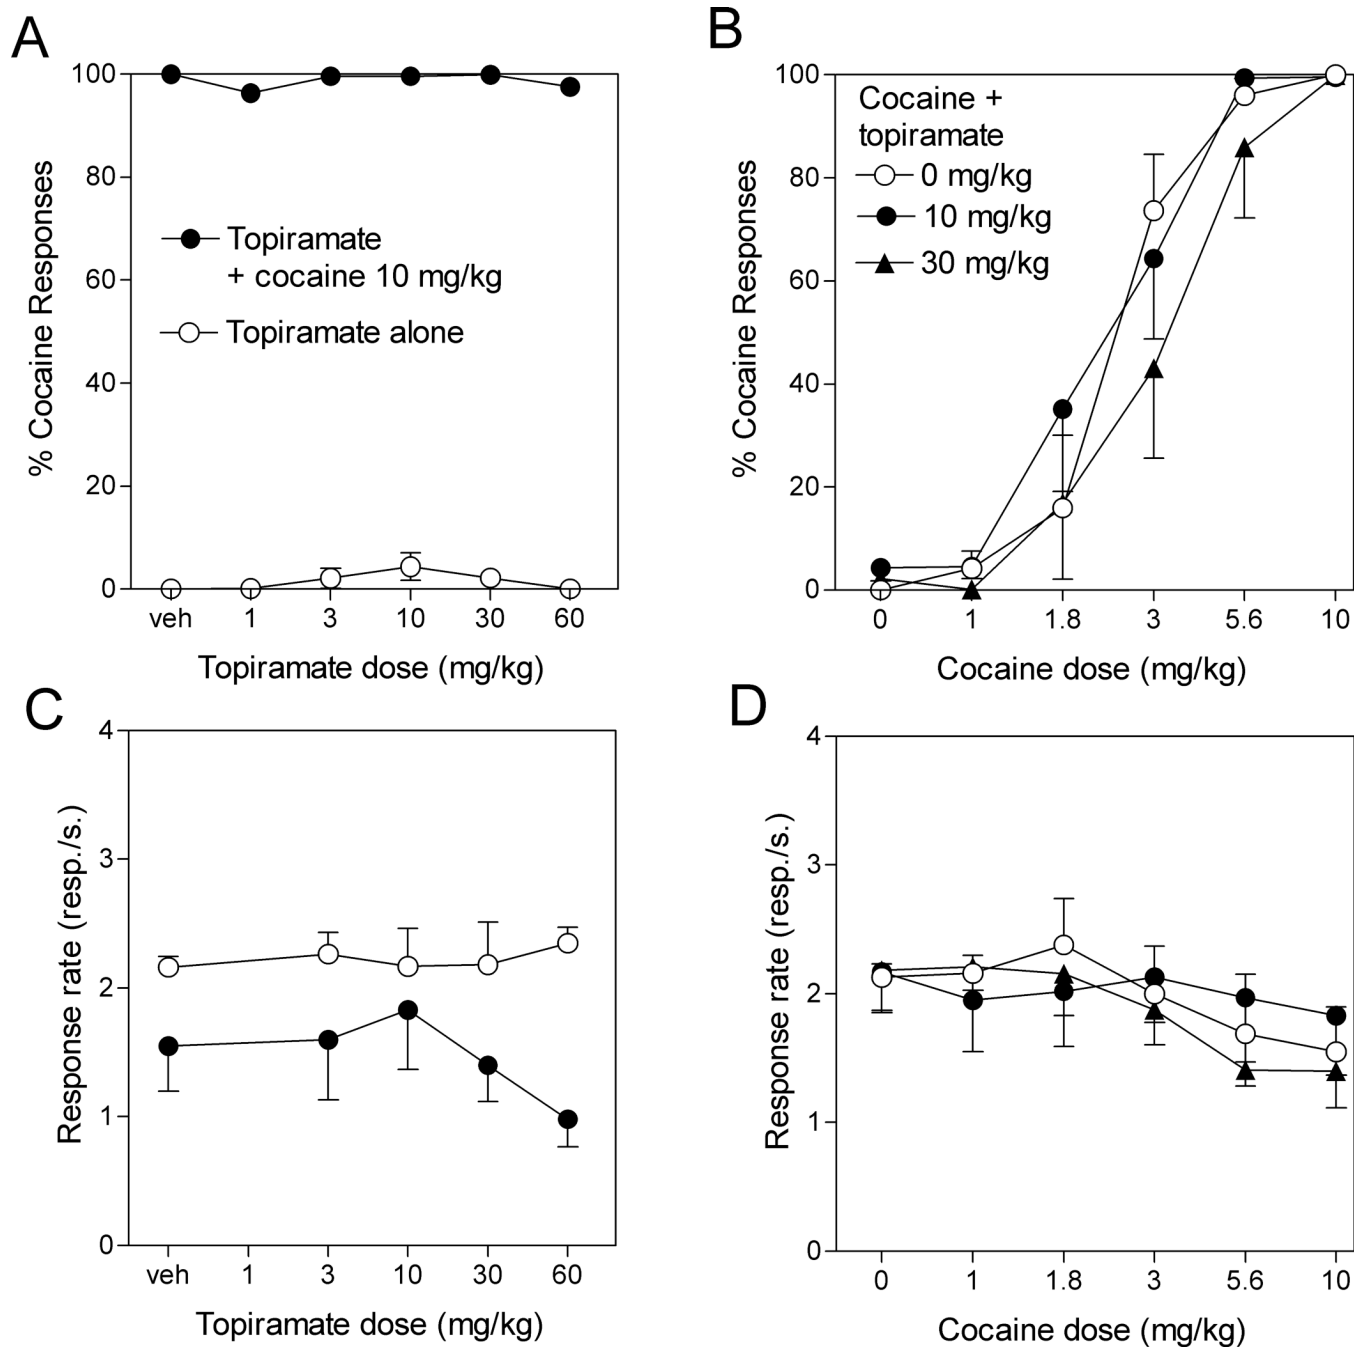 A
100
80
60
40
20
0
% Cocaine Responses
Topiramate
+ cocaine 10 mg/kg
Topiramate alone
veh 1 3 10 30 60
Topiramate dose (mg/kg)
B
100
80
60
40
20
0
% Cocaine Responses
Cocaine +
topiramate
0 mg/kg
10 mg/kg
30 mg/kg
0 1 1.8 3 5.6 10
Cocaine dose (mg/kg)
C
4
3
2
1
0
Response rate (resp./s.)
veh 1 3 10 30 60
Topiramate dose (mg/kg)
D
4
3
2
1
0
Response rate (resp./s.)
0 1 1.8 3 5.6 10
Cocaine dose (mg/kg)